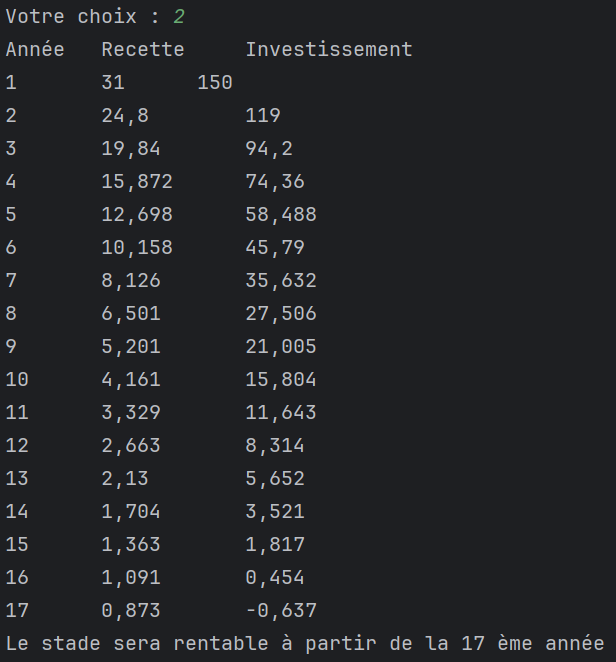 Votre choix : 2
Année Recette Investissement
1 31 150
2 24,8 119
3 19,84 94,2
4 15,872 74,36
5 12,698 58,488
6 10,158 45,79
7 8,126 35,632
8 6,501 27,506
9 5,201 21,005
10 4,161 15,804
11 3,329 11,643
12 2,663 8,314
13 2,13 5,652
14 1,704 3,521
15 1,363 1,817
16 1,091 0,454
17 0,873 -0,637
Le stade sera rentable à partir de la 17 ème année